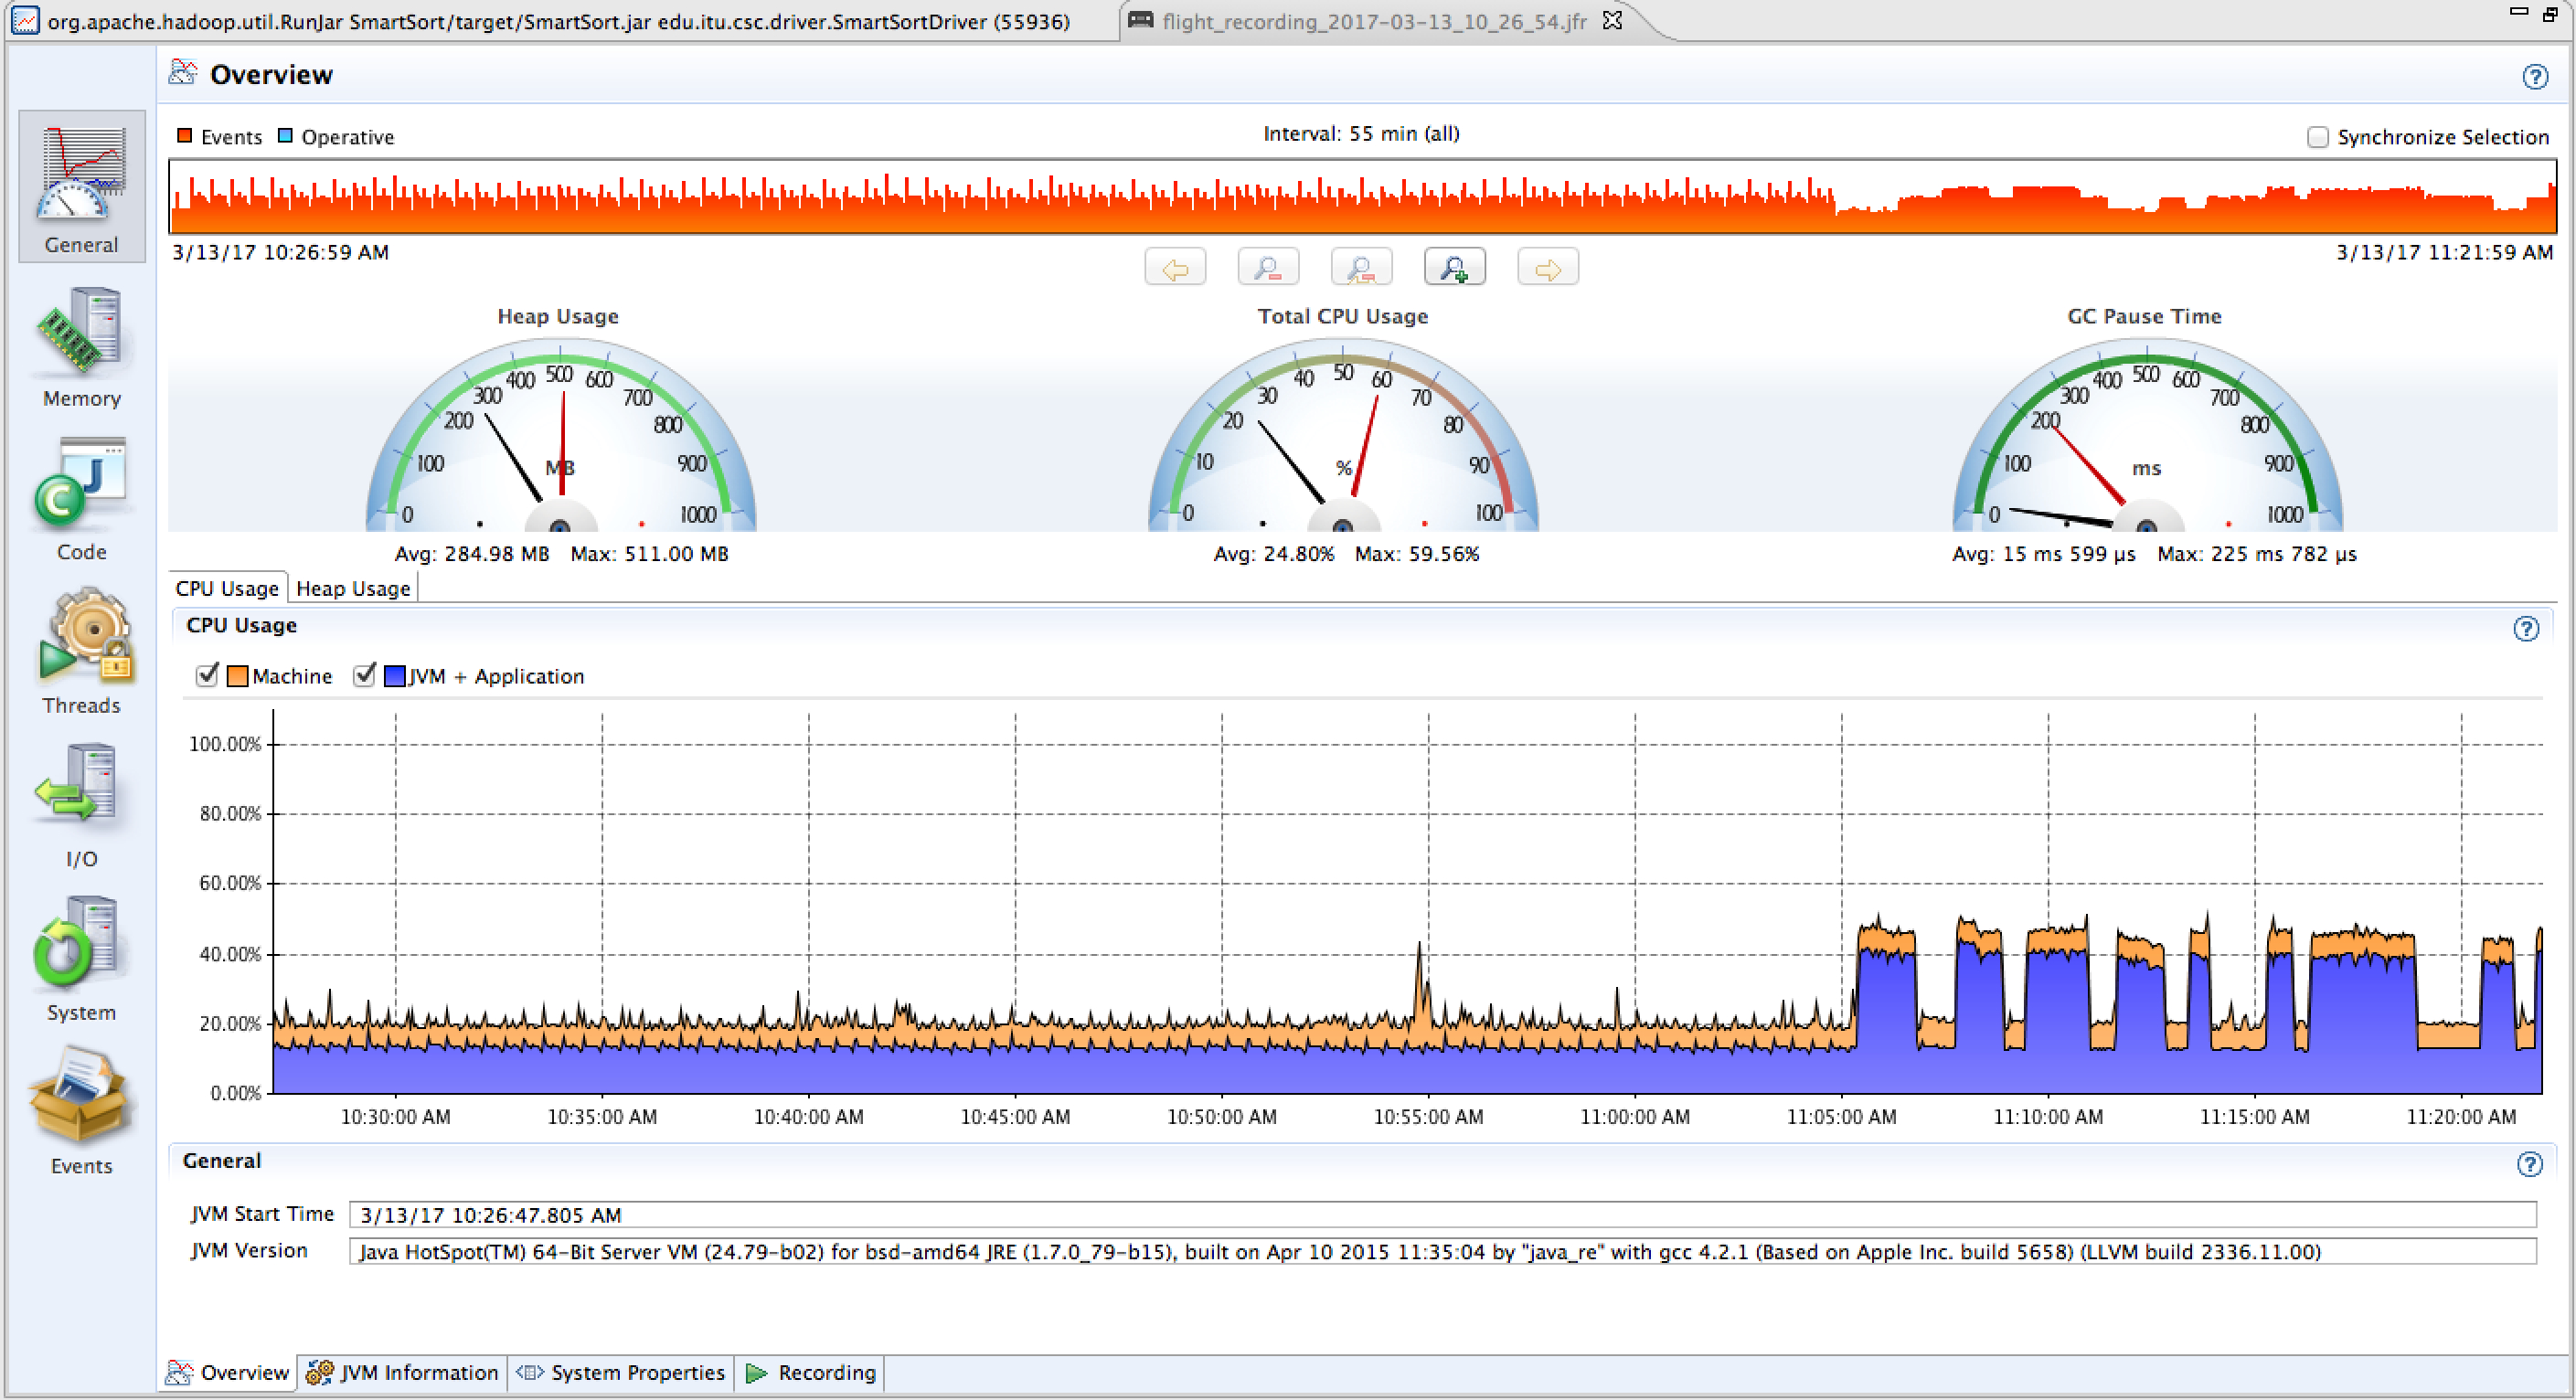 org.apache.hadoop.util.RunJar SmartSort/target/SmartSort.jar edu.itu.csc.driver.SmartSortDriver (55936)
flight_recording_2017-03-13_10_26_54.jfr
Overview
Events Operative
Interval: 55 min (all)
Synchronize Selection
3/13/17 10:26:59 AM
3/13/17 11:21:59 AM
General
Memory
Code
Threads
I/O
System
Events
Heap Usage
0 100 200 300 400 500 600 700 800 900 1000
MB
Avg: 284.98 MB Max: 511.00 MB
Total CPU Usage
0 10 20 30 40 50 60 70 80 90 100
%
Avg: 24.80% Max: 59.56%
GC Pause Time
0 100 200 300 400 500 600 700 800 900 1000
ms
Avg: 15 ms 599 µs Max: 225 ms 782 µs
CPU Usage Heap Usage
CPU Usage
Machine JVM + Application
100.00%
80.00%
60.00%
40.00%
20.00%
0.00%
10:30:00 AM 10:35:00 AM 10:40:00 AM 10:45:00 AM 10:50:00 AM 10:55:00 AM 11:00:00 AM 11:05:00 AM 11:10:00 AM 11:15:00 AM 11:20:00 AM
General
JVM Start Time 3/13/17 10:26:47.805 AM
JVM Version Java HotSpot(TM) 64-Bit Server VM (24.79-b02) for bsd-amd64 JRE (1.7.0_79-b15), built on Apr 10 2015 11:35:04 by "java_re" with gcc 4.2.1 (Based on Apple Inc. build 5658) (LLVM build 2336.11.00)
Overview JVM Information System Properties Recording